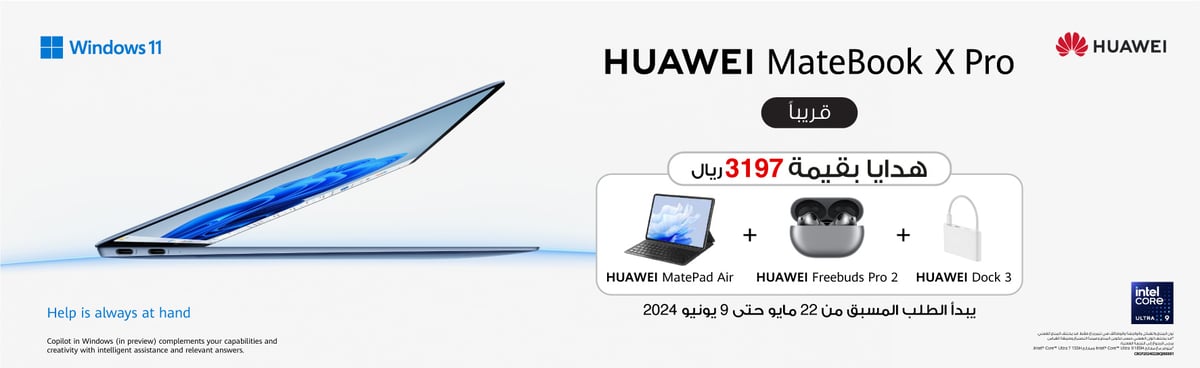 Windows 11
HUAWEI MateBook X Pro
HUAWEI
قريباً
هدايا بقيمة 3197 ريال
HUAWEI MatePad Air + HUAWEI Freebuds Pro 2 + HUAWEI Dock 3
يبدأ الطلب المسبق من 22 مايو حتى 9 يونيو 2024
Help is always at hand
Copilot in Windows (in preview) complements your capabilities and
creativity with intelligent assistance and relevant answers.
intel
CORE
ULTRA 9